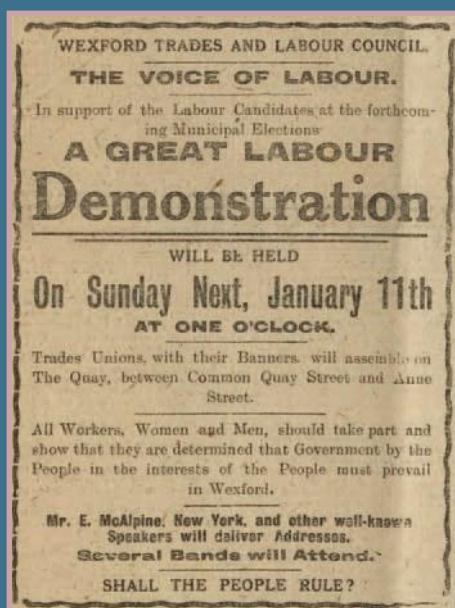 WEXFORD TRADES AND LABOUR COUNCIL.
THE VOICE OF LABOUR.
In support of the Labour Candidates at the forthcom-
ing Municipal Elections
A GREAT LABOUR
Demonstration
WILL BE HELD
On Sunday Next, January 11th
AT ONE O'CLOCK.
Trades Unions, with their Banners, will assemble on
The Quay, between Common Quay Street and Anne
Street.
All Workers, Women and Men, should take part and
show that they are determined that Government by the
People in the interests of the People must prevail
in Wexford.
Mr. E. McAlpine, New York, and other well-known
Speakers will deliver Addresses.
Several Bands will Attend.
SHALL THE PEOPLE RULE?